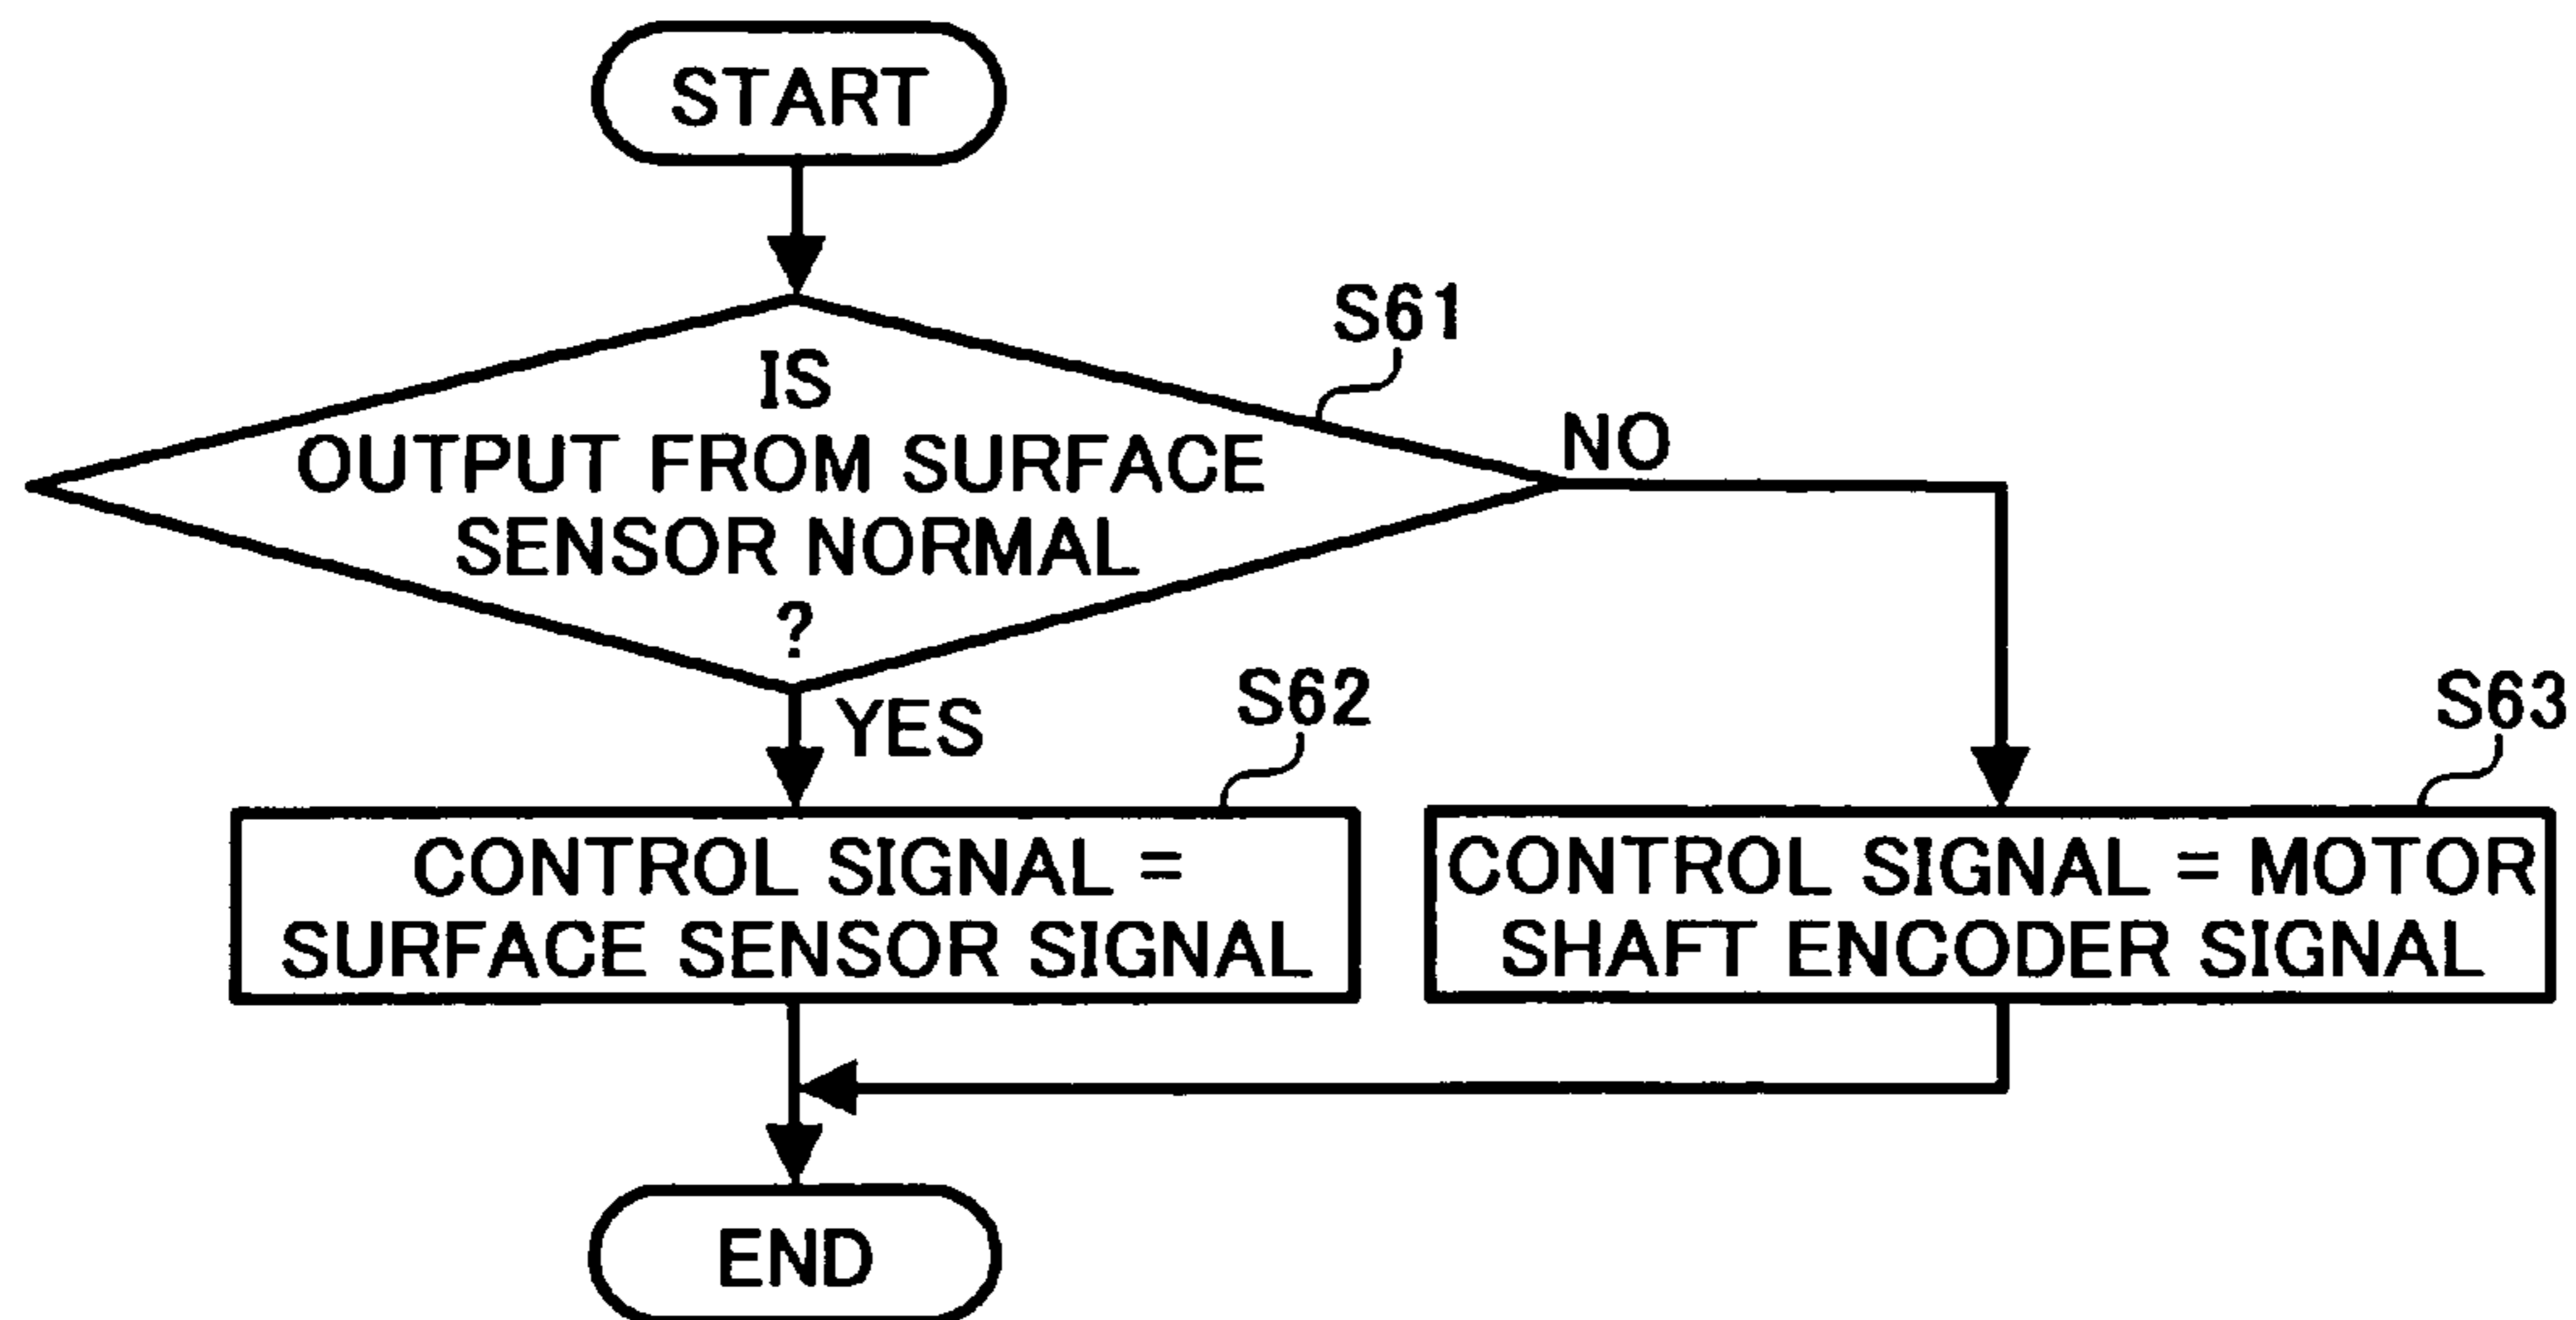 START
S61
IS
OUTPUT FROM SURFACE
SENSOR NORMAL
?
NO
YES
S62
CONTROL SIGNAL =
SURFACE SENSOR SIGNAL
S63
CONTROL SIGNAL = MOTOR
SHAFT ENCODER SIGNAL
END